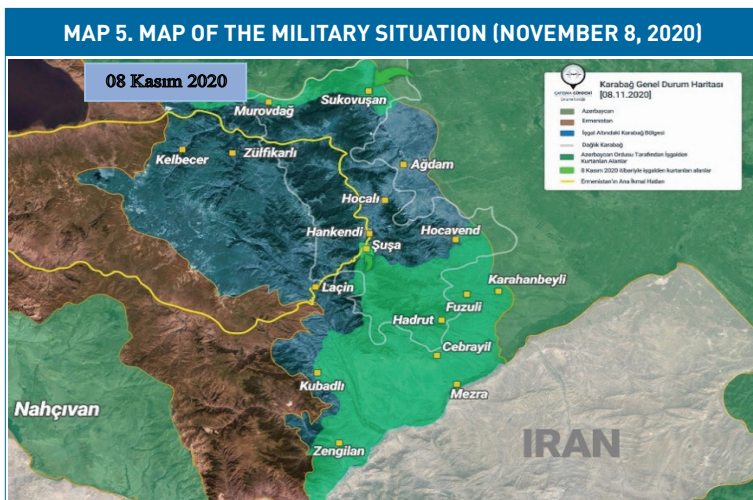 MAP 5. MAP OF THE MILITARY SITUATION (NOVEMBER 8, 2020)
08 Kasım 2020
Karabağ Genel Durum Haritası
[08.11.2020]
Azerbaycan
Ermenistan
İşgal Altındaki Karabağ Bölgesi
Dağlık Karabağ
Azerbaycan Ordusu Tarafından İşgalden
Kurtarılan Alanlar
8 Kasım 2020 itibariyle işgalden kurtarılan alanlar
Ermenistan'ın Ana İkmal Hatları
Sukovuşan
Murovdağ
Kelbecer
Zülfikarlı
Ağdam
Hocalı
Hankendi
Hocavend
Şuşa
Laçin
Karahanbeyli
Fuzuli
Hadrut
Cebrayil
Kubadlı
Mezra
Nahçıvan
Zengilan
IRAN